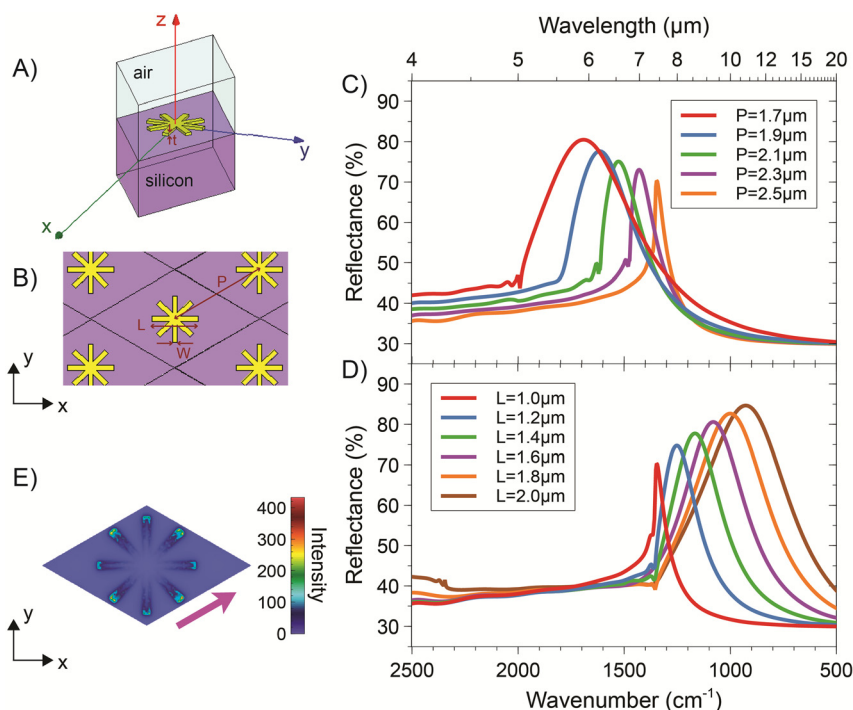 A)
z
air
t
y
silicon
x
B)
P
L
W
y
x
E)
400
300
200
100
0
Intensity
y
x
Wavelength (µm)
4 5 6 7 8 10 12 20
C)
90
80
70
60
50
40
30
Reflectance (%)
P=1.7µm
P=1.9µm
P=2.1µm
P=2.3µm
P=2.5µm
D)
90
80
70
60
50
40
30
Reflectance (%)
L=1.0µm
L=1.2µm
L=1.4µm
L=1.6µm
L=1.8µm
L=2.0µm
2500 2000 1500 1000 500
Wavenumber (cm⁻¹)